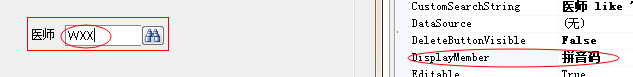 医师 WXX
CustomSearchString 医师 like '
DataSource (无)
DeleteButtonVisible False
DisplayMember 拼音码
Editable True